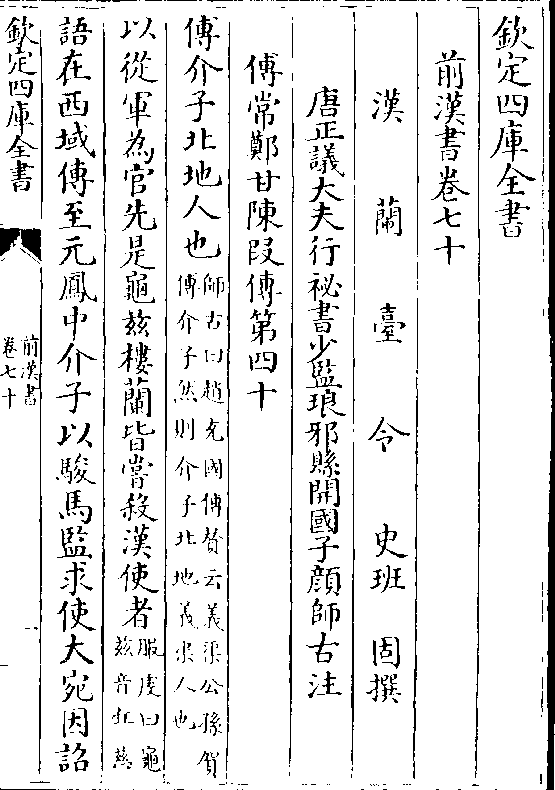 欽定四庫全書
前漢書卷七十
漢蘭臺令史班固撰
唐正議大夫行祕書少監琅邪縣開國子顔師古注
傅常鄭甘陳段傳第四十
傅介子北地人也師古曰趙充國傳贊云義渠公孫賀
傅介子然則介子北地義渠人也
以從軍為官先是龜兹樓蘭皆嘗殺漢使者服虔曰龜
兹音丘慈
語在西域傳至元鳳中介子以駿馬監求使大宛因詔
欽定四庫全書
前漢書
卷七十
一